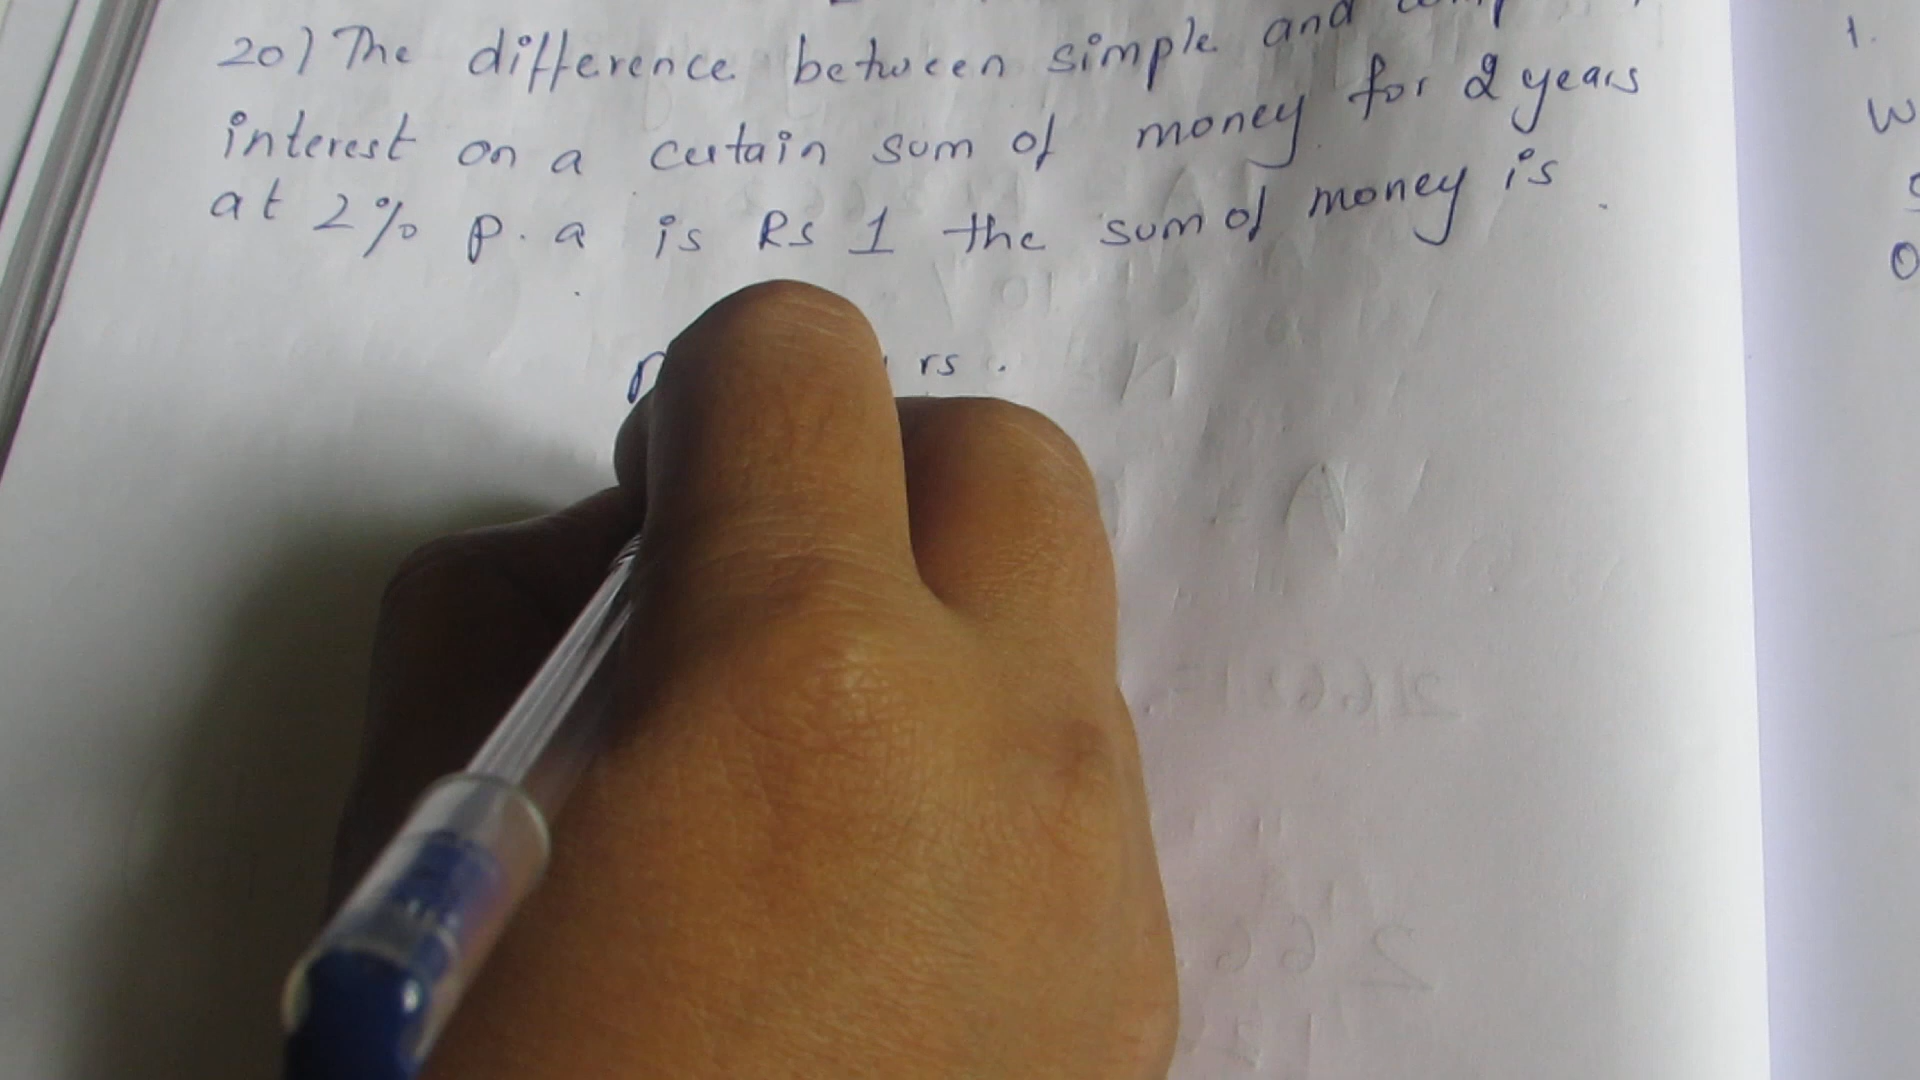 20) The difference between simple and
interest on a certain sum of money for 2 years
at 2% p.a is Rs 1 the sum of money is
rs.
1.